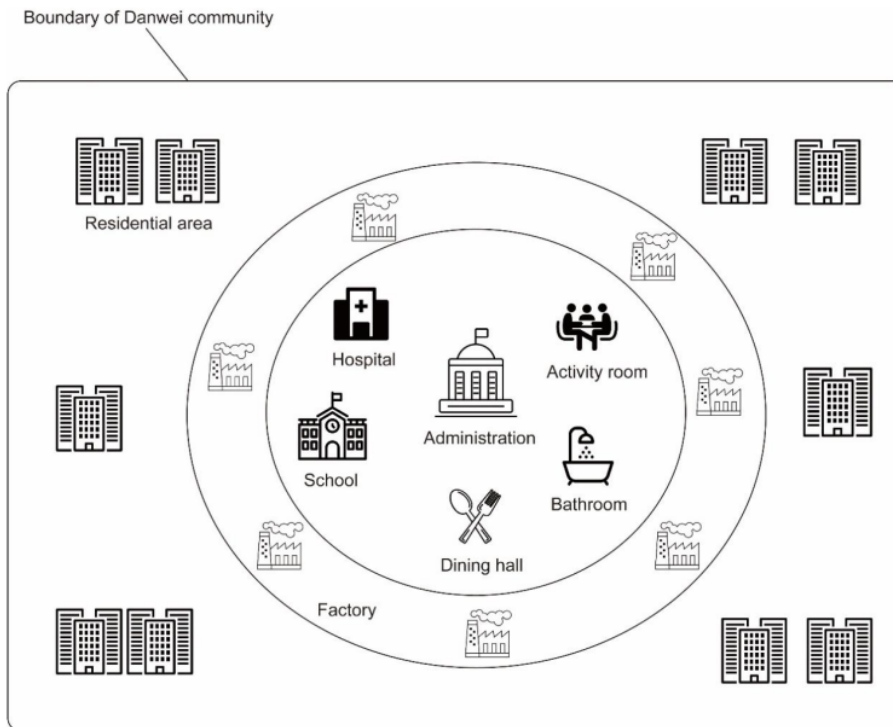 Boundary of Danwei community
Residential area
Hospital
Activity room
Administration
School
Bathroom
Dining hall
Factory